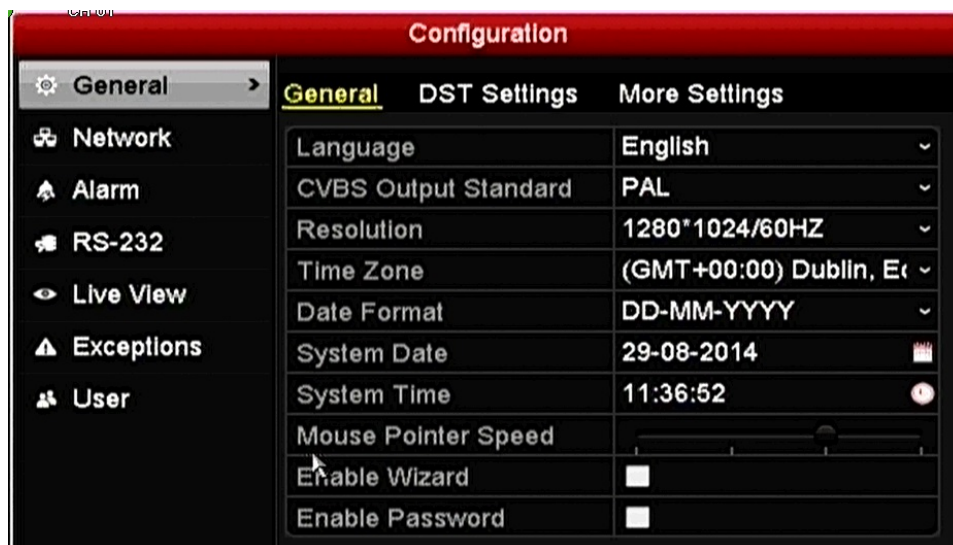 CH 01
Configuration
General
Network
Alarm
RS-232
Live View
Exceptions
User
General DST Settings More Settings
Language English
CVBS Output Standard PAL
Resolution 1280*1024/60HZ
Time Zone (GMT+00:00) Dublin,
Date Format DD-MM-YYYY
System Date 29-08-2014
System Time 11:36:52
Mouse Pointer Speed
Enable Wizard
Enable Password